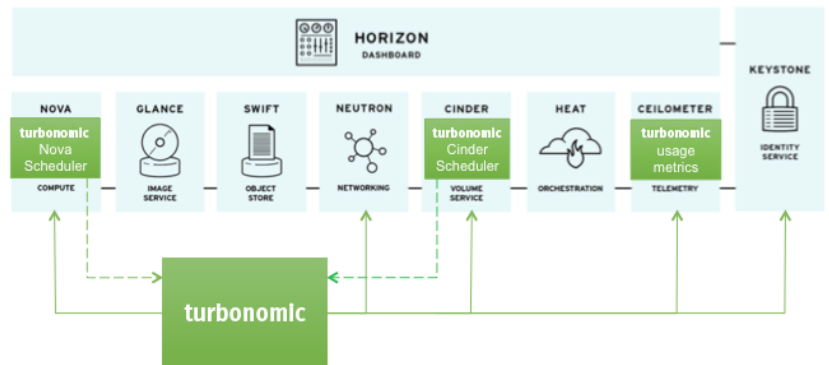 HORIZON
DASHBOARD
KEYSTONE
IDENTITY
SERVICE
NOVA
turbonomic
Nova
Scheduler
COMPUTE
GLANCE
IMAGE
SERVICE
SWIFT
OBJECT
STORE
NEUTRON
NETWORKING
CINDER
turbonomic
Cinder
Scheduler
VOLUME
SERVICE
HEAT
ORCHESTRATION
CEILOMETER
turbonomic
usage
metrics
TELEMETRY
turbonomic